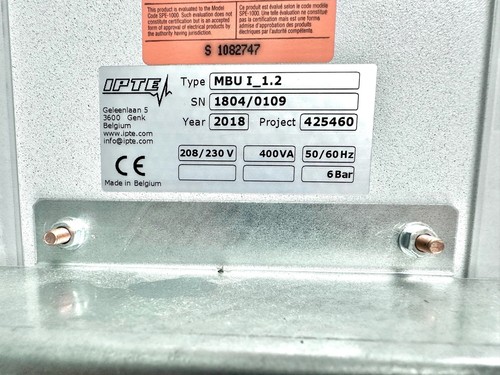 This product is evaluated to the Model
Code SPE-1000. Such evaluation does not
constitute certification but is an accepted
form of electrical approval by
the authority having jurisdiction.
Ce produit est évalué selon le code modèle
SPE-1000. Une telle évaluation ne
constitue pas la certification mais est une
forme admise d'approbation des produits
électriques par l'autorité compétente.
S 1082747
IPTE
Geleenlaan 5
3600 Genk
Belgium
www.ipte.com
info@ipte.com
CE
Made in Belgium
Type MBU I_1.2
SN 1804/0109
Year 2018 Project 425460
208/230 V 400VA 50/60Hz
6Bar